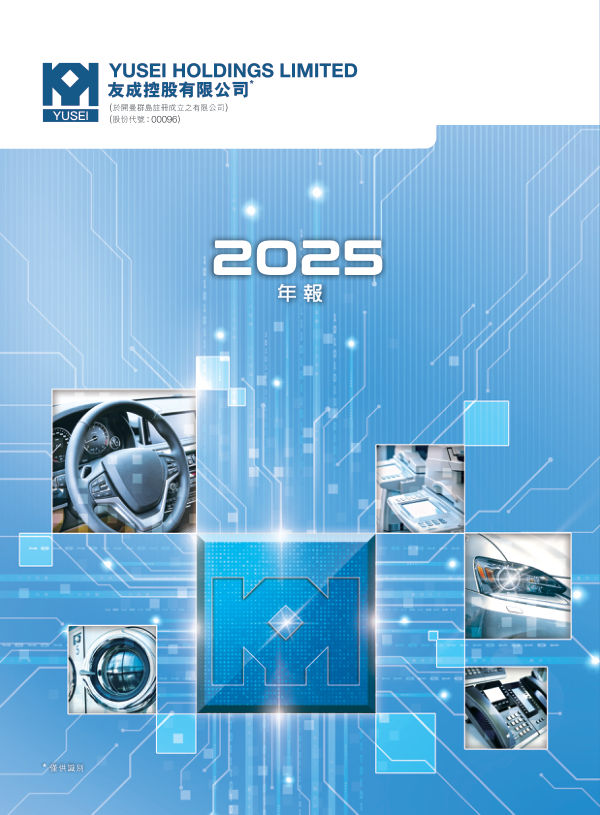 YUSEI HOLDINGS LIMITED
友成控股有限公司*
(於開曼群島註冊成立之有限公司)
(股份代號：00096)
YUSEI
2025
年報
* 僅供識別